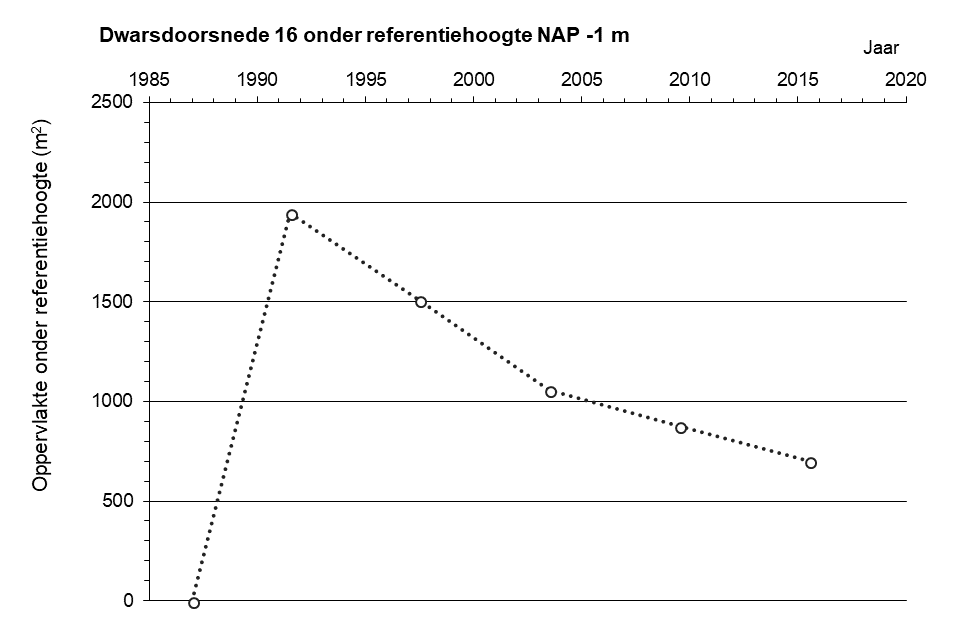 Dwarsdoorsnede 16 onder referentiehoogte NAP -1 m
Jaar
1985 1990 1995 2000 2005 2010 2015 2020
Oppervlakte onder referentiehoogte (m²)
2500
2000
1500
1000
500
0